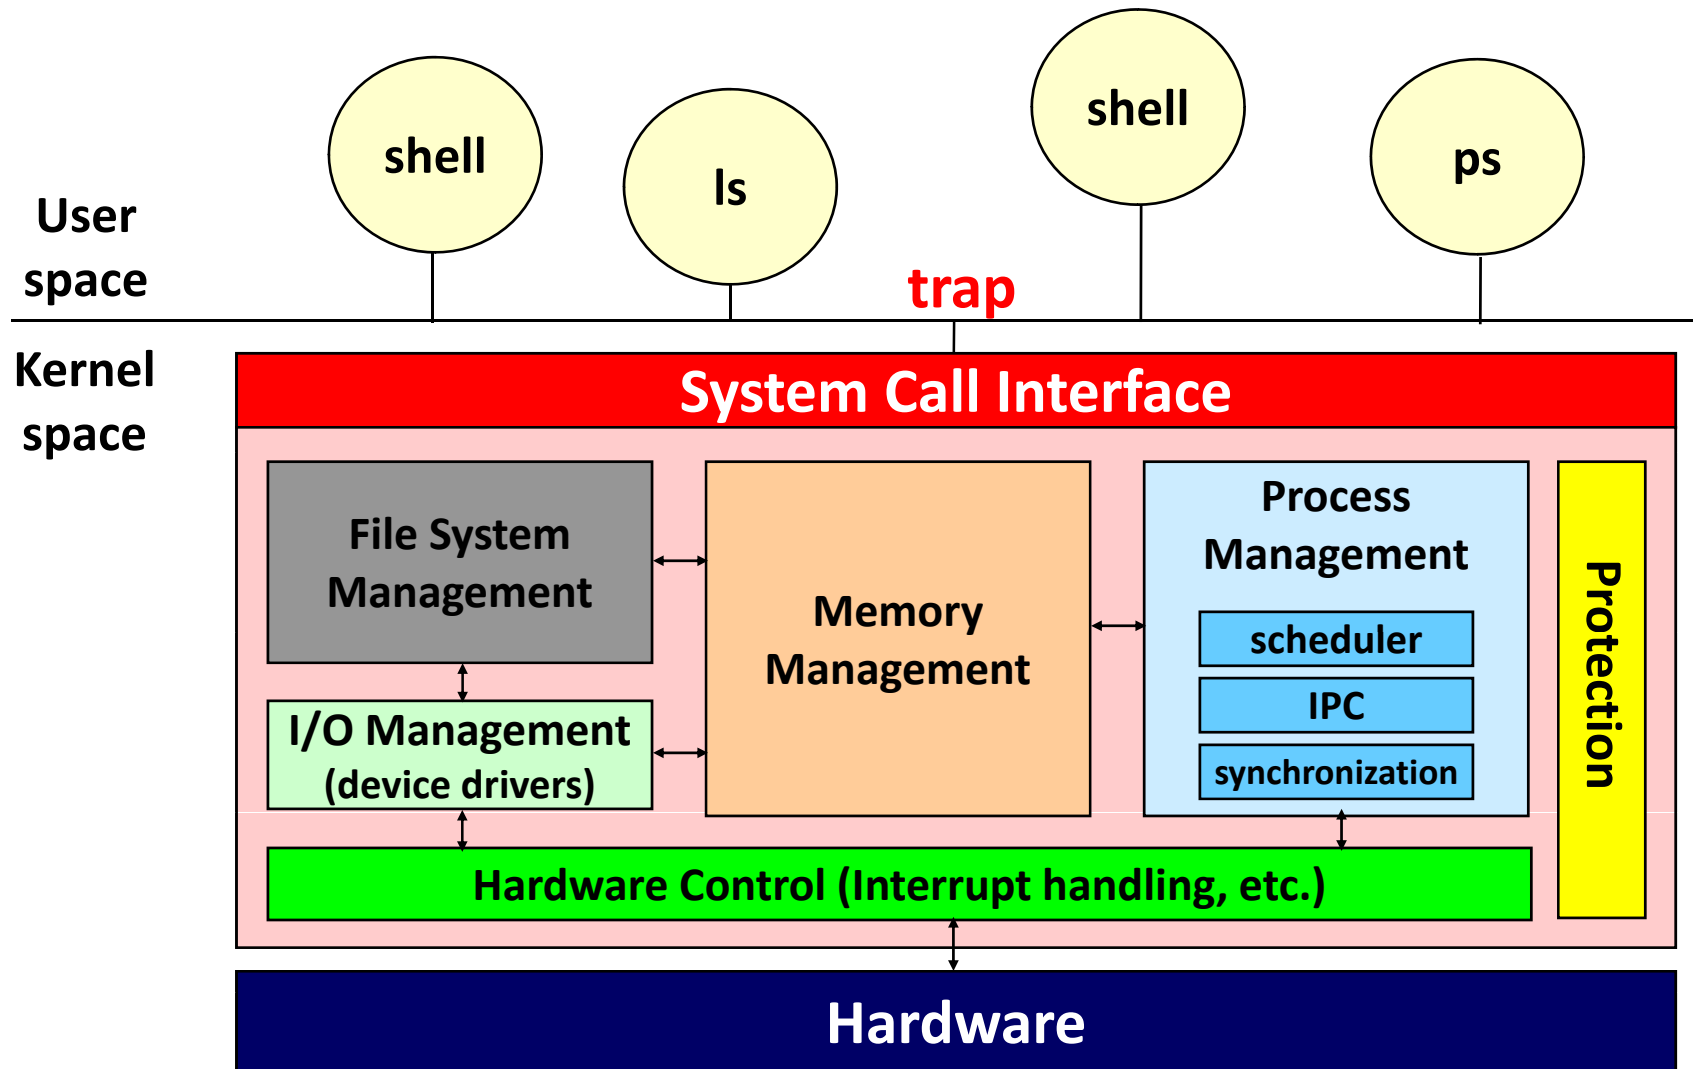 shell
ls
shell
ps
User
space
trap
Kernel
space
System Call Interface
File System
Management
Memory
Management
Process
Management
scheduler
IPC
synchronization
Protection
I/O Management
(device drivers)
Hardware Control (Interrupt handling, etc.)
Hardware